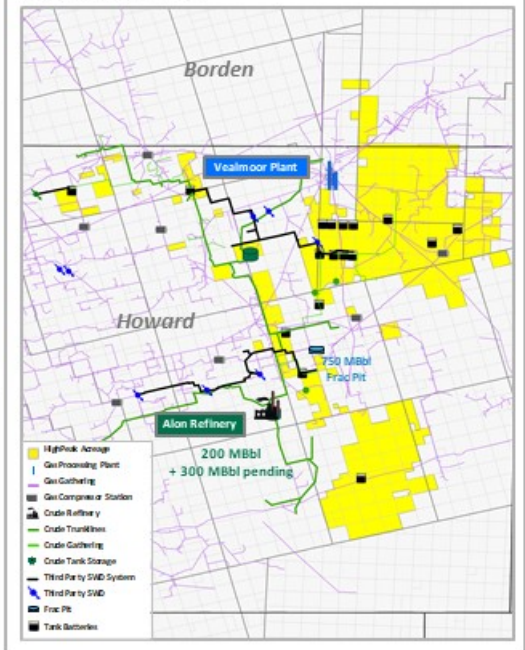 Borden
Vealmoor Plant
Howard
750 MBbl
Frac Pit
Alon Refinery
200 MBbl
+ 300 MBbl pending
HighPeak Acreage
Gas Processing Plant
Gas Gathering
Gas Compressor Station
Crude Refinery
Crude Trunklines
Crude Gathering
Crude Tank Storage
Third Party SWD System
Third Party SWD
Frac Pit
Tank Batteries